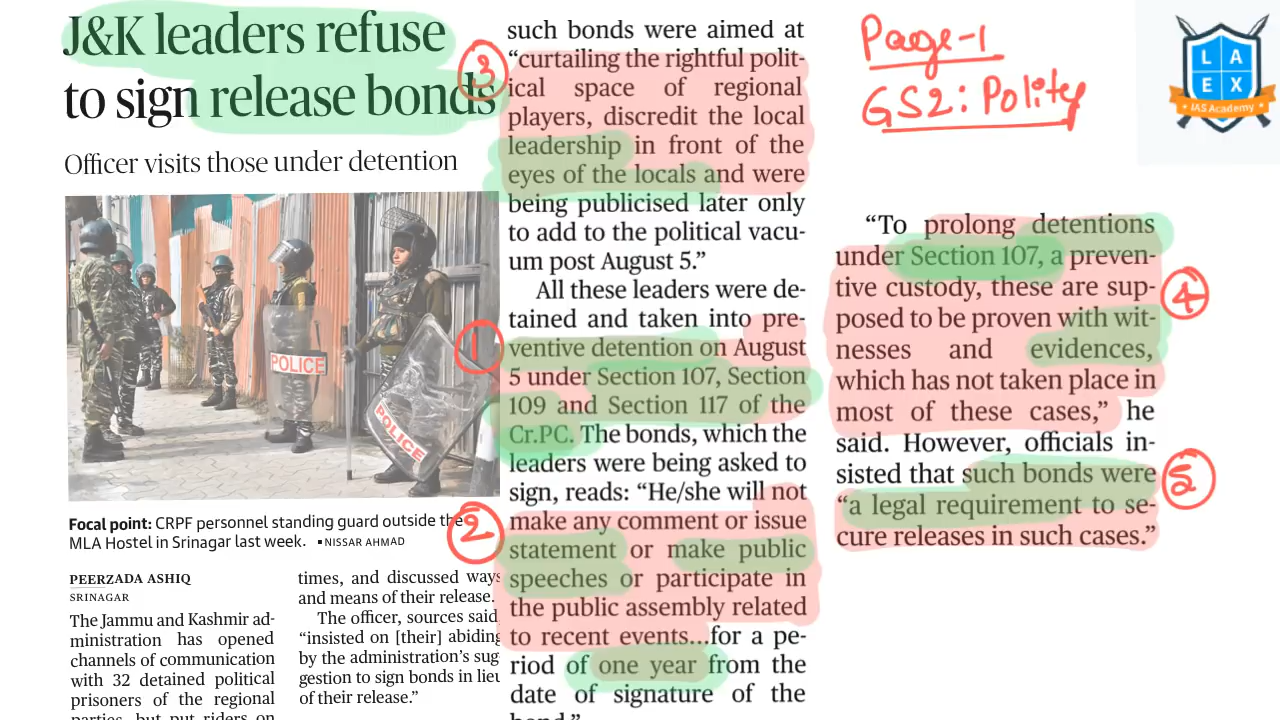 J&K leaders refuse
to sign release bonds
Officer visits those under detention
POLICE
POLICE
Focal point: CRPF personnel standing guard outside the
MLA Hostel in Srinagar last week. ▪NISSAR AHMAD
PEERZADA ASHIQ
SRINAGAR
The Jammu and Kashmir ad-
ministration has opened
channels of communication
with 32 detained political
prisoners of the regional
parties, but put riders on
times, and discussed ways
and means of their release.
The officer, sources said
“insisted on [their] abiding
by the administration’s sug
gestion to sign bonds in lieu
of their release.”
3
such bonds were aimed at
“curtailing the rightful polit-
ical space of regional
players, discredit the local
leadership in front of the
eyes of the locals and were
being publicised later only
to add to the political vacu-
um post August 5.”
All these leaders were de-
tained and taken into pre-
1
ventive detention on August
5 under Section 107, Section
109 and Section 117 of the
Cr.PC. The bonds, which the
leaders were being asked to
sign, reads: “He/she will not
2
make any comment or issue
statement or make public
speeches or participate in
the public assembly related
to recent events...for a pe-
riod of one year from the
date of signature of the
bond.”
Page-1
GS2: Polity
L A
E X
IAS Academy
“To prolong detentions
under Section 107, a preven-
tive custody, these are sup-
4
posed to be proven with wit-
nesses and evidences,
which has not taken place in
most of these cases,” he
said. However, officials in-
sisted that such bonds were
5
“a legal requirement to se-
cure releases in such cases.”